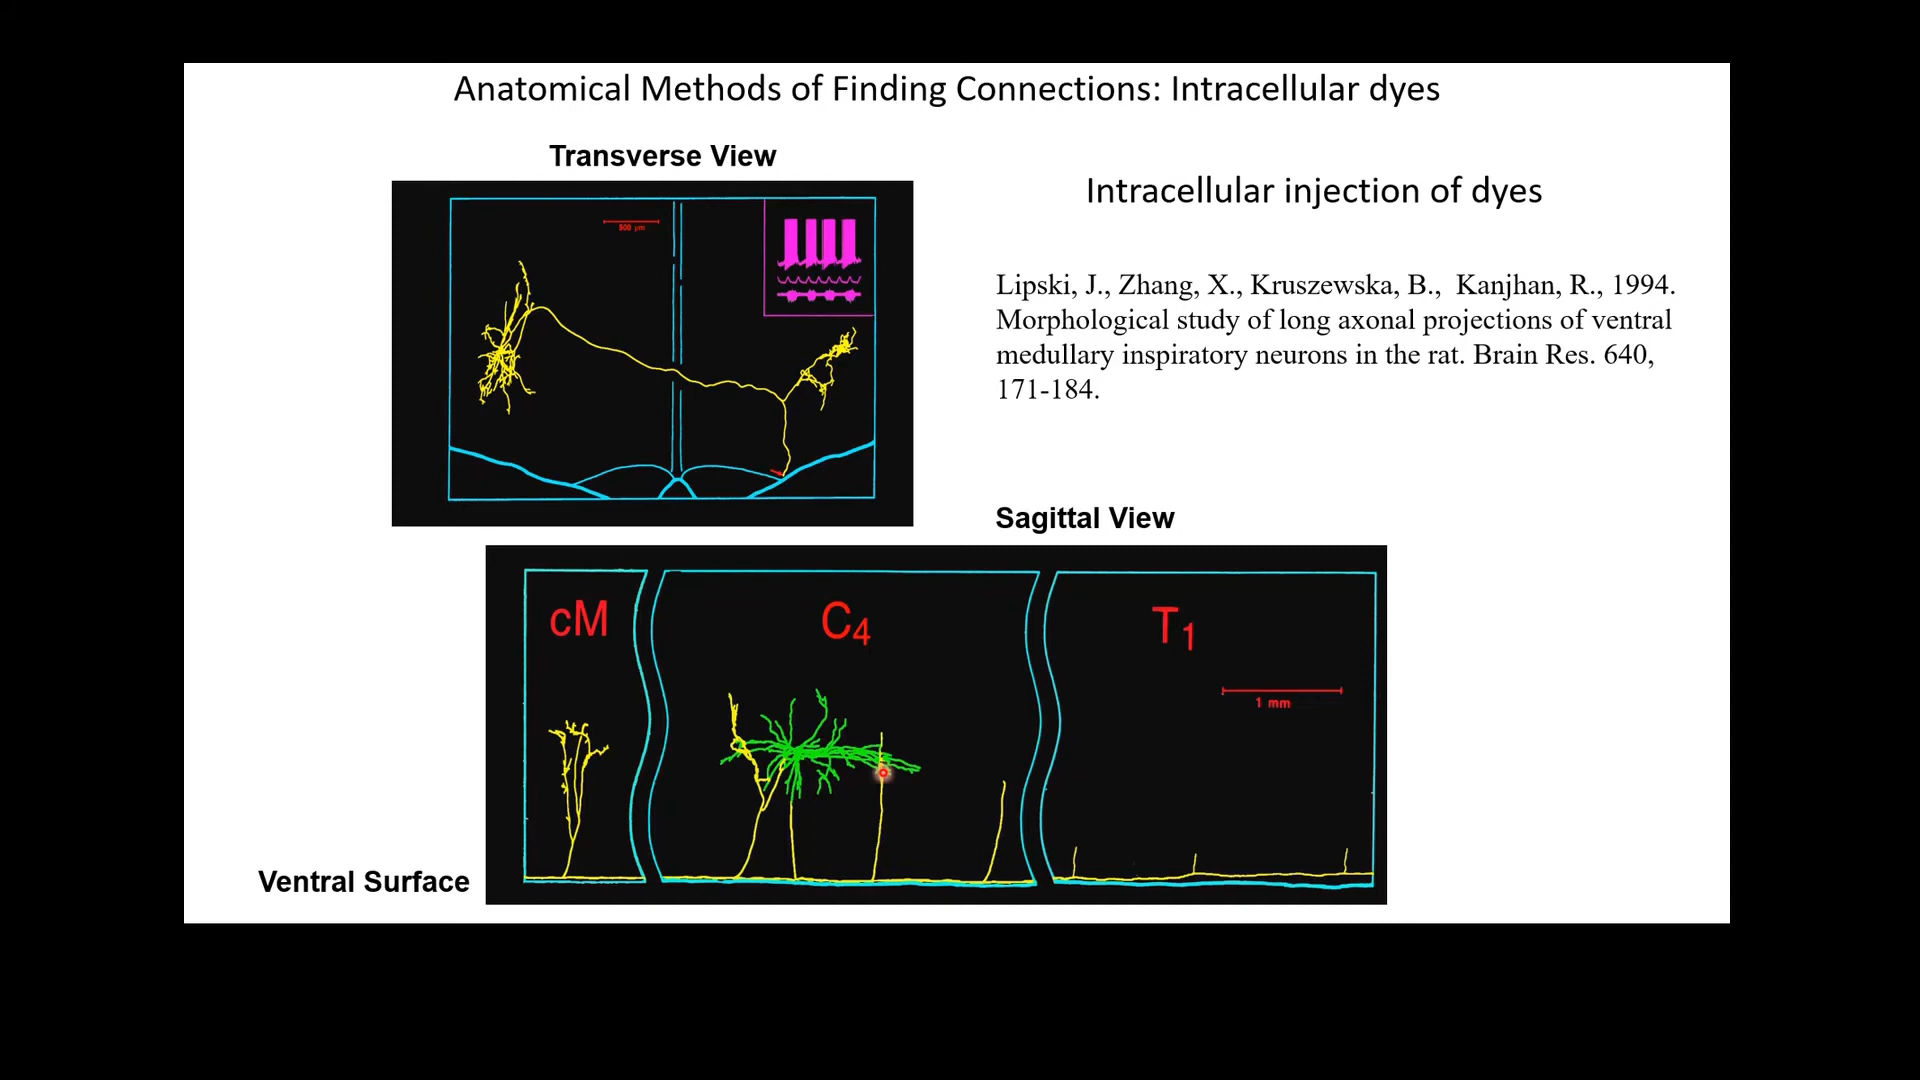 Anatomical Methods of Finding Connections: Intracellular dyes
Transverse View
500 µm
Intracellular injection of dyes
Lipski, J., Zhang, X., Kruszewska, B., Kanjhan, R., 1994.
Morphological study of long axonal projections of ventral
medullary inspiratory neurons in the rat. Brain Res. 640,
171-184.
Sagittal View
cM
C4
T1
1 mm
Ventral Surface